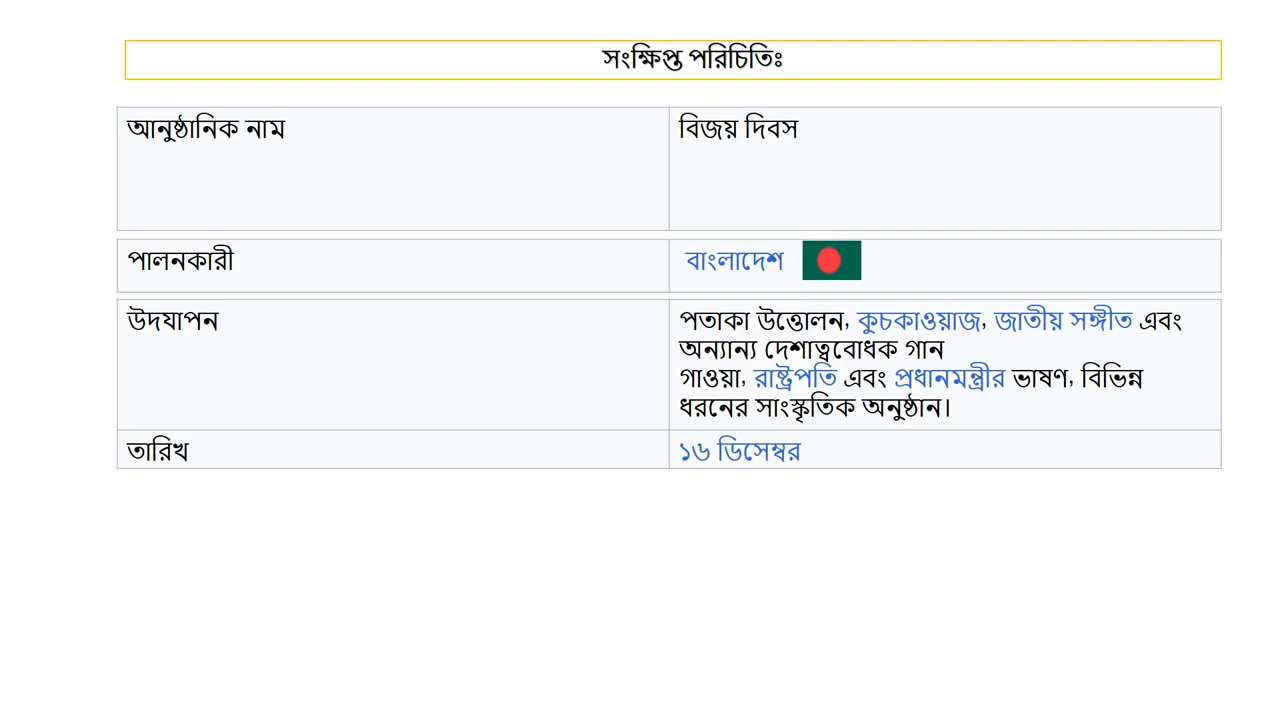 সংক্ষিপ্ত পরিচিতিঃ
আনুষ্ঠানিক নাম
বিজয় দিবস
পালনকারী
বাংলাদেশ
উদযাপন
পতাকা উত্তোলন, কুচকাওয়াজ, জাতীয় সঙ্গীত এবং
অন্যান্য দেশাত্ববোধক গান
গাওয়া, রাষ্ট্রপতি এবং প্রধানমন্ত্রীর ভাষণ, বিভিন্ন
ধরনের সাংস্কৃতিক অনুষ্ঠান।
তারিখ
১৬ ডিসেম্বর